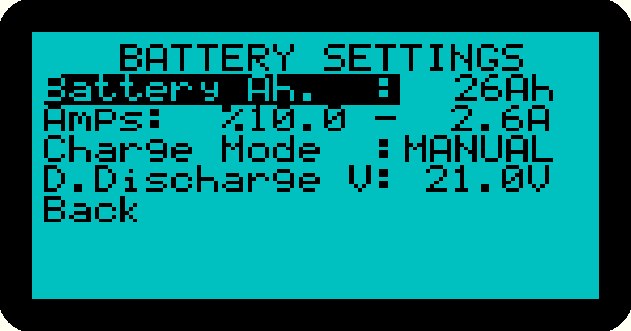 BATTERY SETTINGS
Battery Ah. : 26Ah
Amps: %10.0 - 2.6A
Charge Mode :MANUAL
D.Discharge V: 21.0V
Back